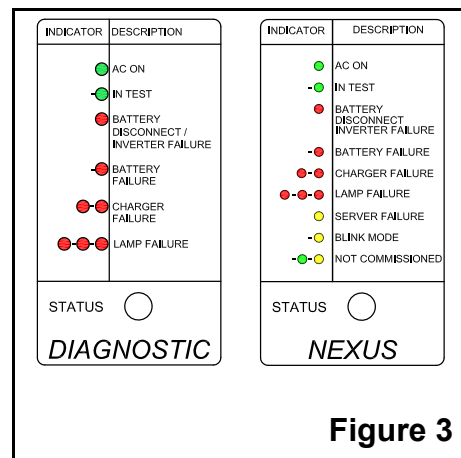 INDICATOR DESCRIPTION
AC ON
IN TEST
BATTERY
DISCONNECT /
INVERTER FAILURE
BATTERY
FAILURE
CHARGER
FAILURE
LAMP FAILURE
STATUS
DIAGNOSTIC
INDICATOR DESCRIPTION
AC ON
IN TEST
BATTERY
DISCONNECT
INVERTER FAILURE
BATTERY FAILURE
CHARGER FAILURE
LAMP FAILURE
SERVER FAILURE
BLINK MODE
NOT COMMISSIONED
STATUS
NEXUS
Figure 3